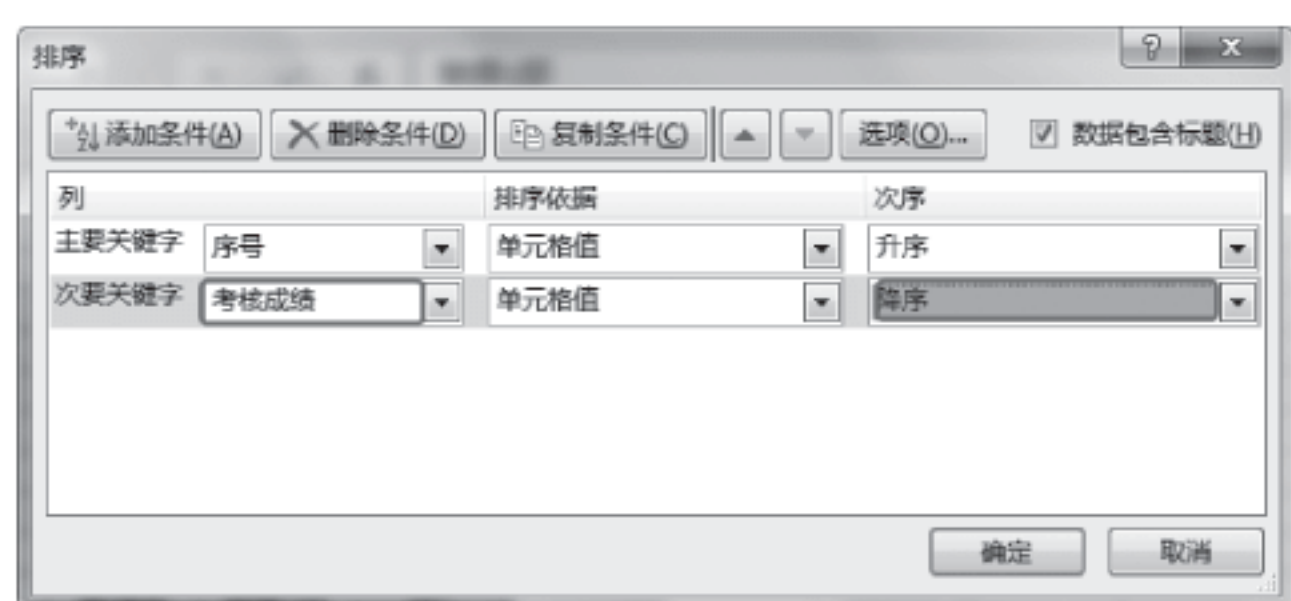 排序
添加条件(A) 删除条件(D) 复制条件(C) 选项(O)... 数据包含标题(H)
列 排序依据 次序
主要关键字 序号 单元格值 升序
次要关键字 考核成绩 单元格值 降序
确定 取消